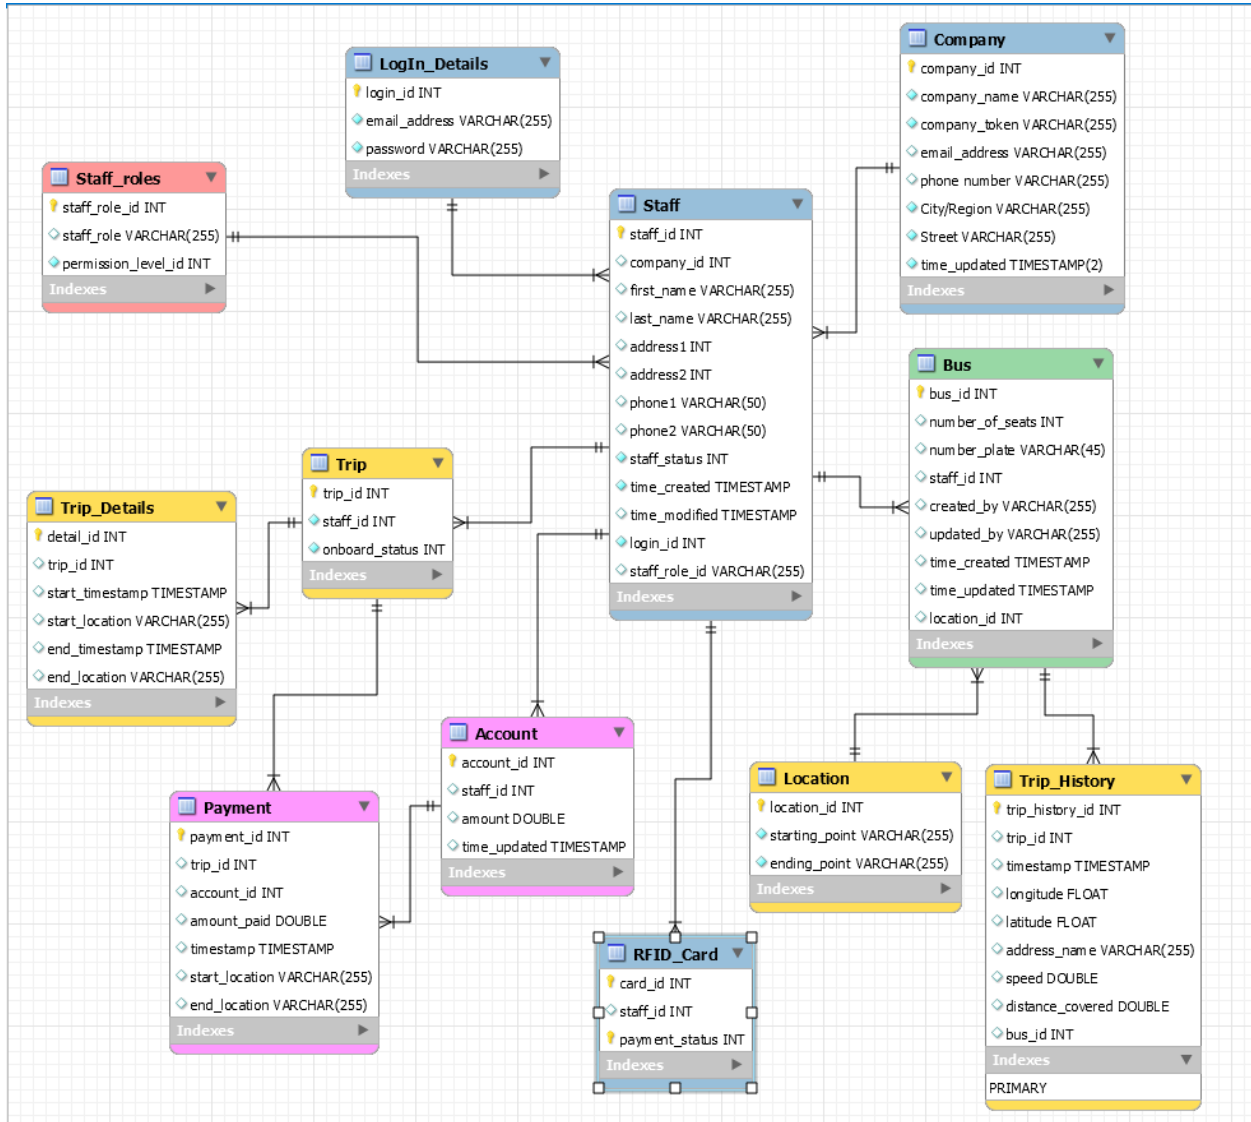 LogIn_Details
login_id INT
email_address VARCHAR(255)
password VARCHAR(255)
Indexes
Company
company_id INT
company_name VARCHAR(255)
company_token VARCHAR(255)
email_address VARCHAR(255)
phone number VARCHAR(255)
City/Region VARCHAR(255)
Street VARCHAR(255)
time_updated TIMESTAMP(2)
Indexes
Staff_roles
staff_role_id INT
staff_role VARCHAR(255)
permission_level_id INT
Indexes
Staff
staff_id INT
company_id INT
first_name VARCHAR(255)
last_name VARCHAR(255)
address1 INT
address2 INT
phone1 VARCHAR(50)
phone2 VARCHAR(50)
staff_status INT
time_created TIMESTAMP
time_modified TIMESTAMP
login_id INT
staff_role_id VARCHAR(255)
Indexes
Bus
bus_id INT
number_of_seats INT
number_plate VARCHAR(45)
staff_id INT
created_by VARCHAR(255)
updated_by VARCHAR(255)
time_created TIMESTAMP
time_updated TIMESTAMP
location_id INT
Indexes
Trip
trip_id INT
staff_id INT
onboard_status INT
Indexes
Trip_Details
detail_id INT
trip_id INT
start_timestamp TIMESTAMP
start_location VARCHAR(255)
end_timestamp TIMESTAMP
end_location VARCHAR(255)
Indexes
Account
account_id INT
staff_id INT
amount DOUBLE
time_updated TIMESTAMP
Indexes
Payment
payment_id INT
trip_id INT
account_id INT
amount_paid DOUBLE
timestamp TIMESTAMP
start_location VARCHAR(255)
end_location VARCHAR(255)
Indexes
Location
location_id INT
starting_point VARCHAR(255)
ending_point VARCHAR(255)
Indexes
Trip_History
trip_history_id INT
trip_id INT
timestamp TIMESTAMP
longitude FLOAT
latitude FLOAT
address_name VARCHAR(255)
speed DOUBLE
distance_covered DOUBLE
bus_id INT
Indexes
PRIMARY
RFID_Card
card_id INT
staff_id INT
payment_status INT
Indexes